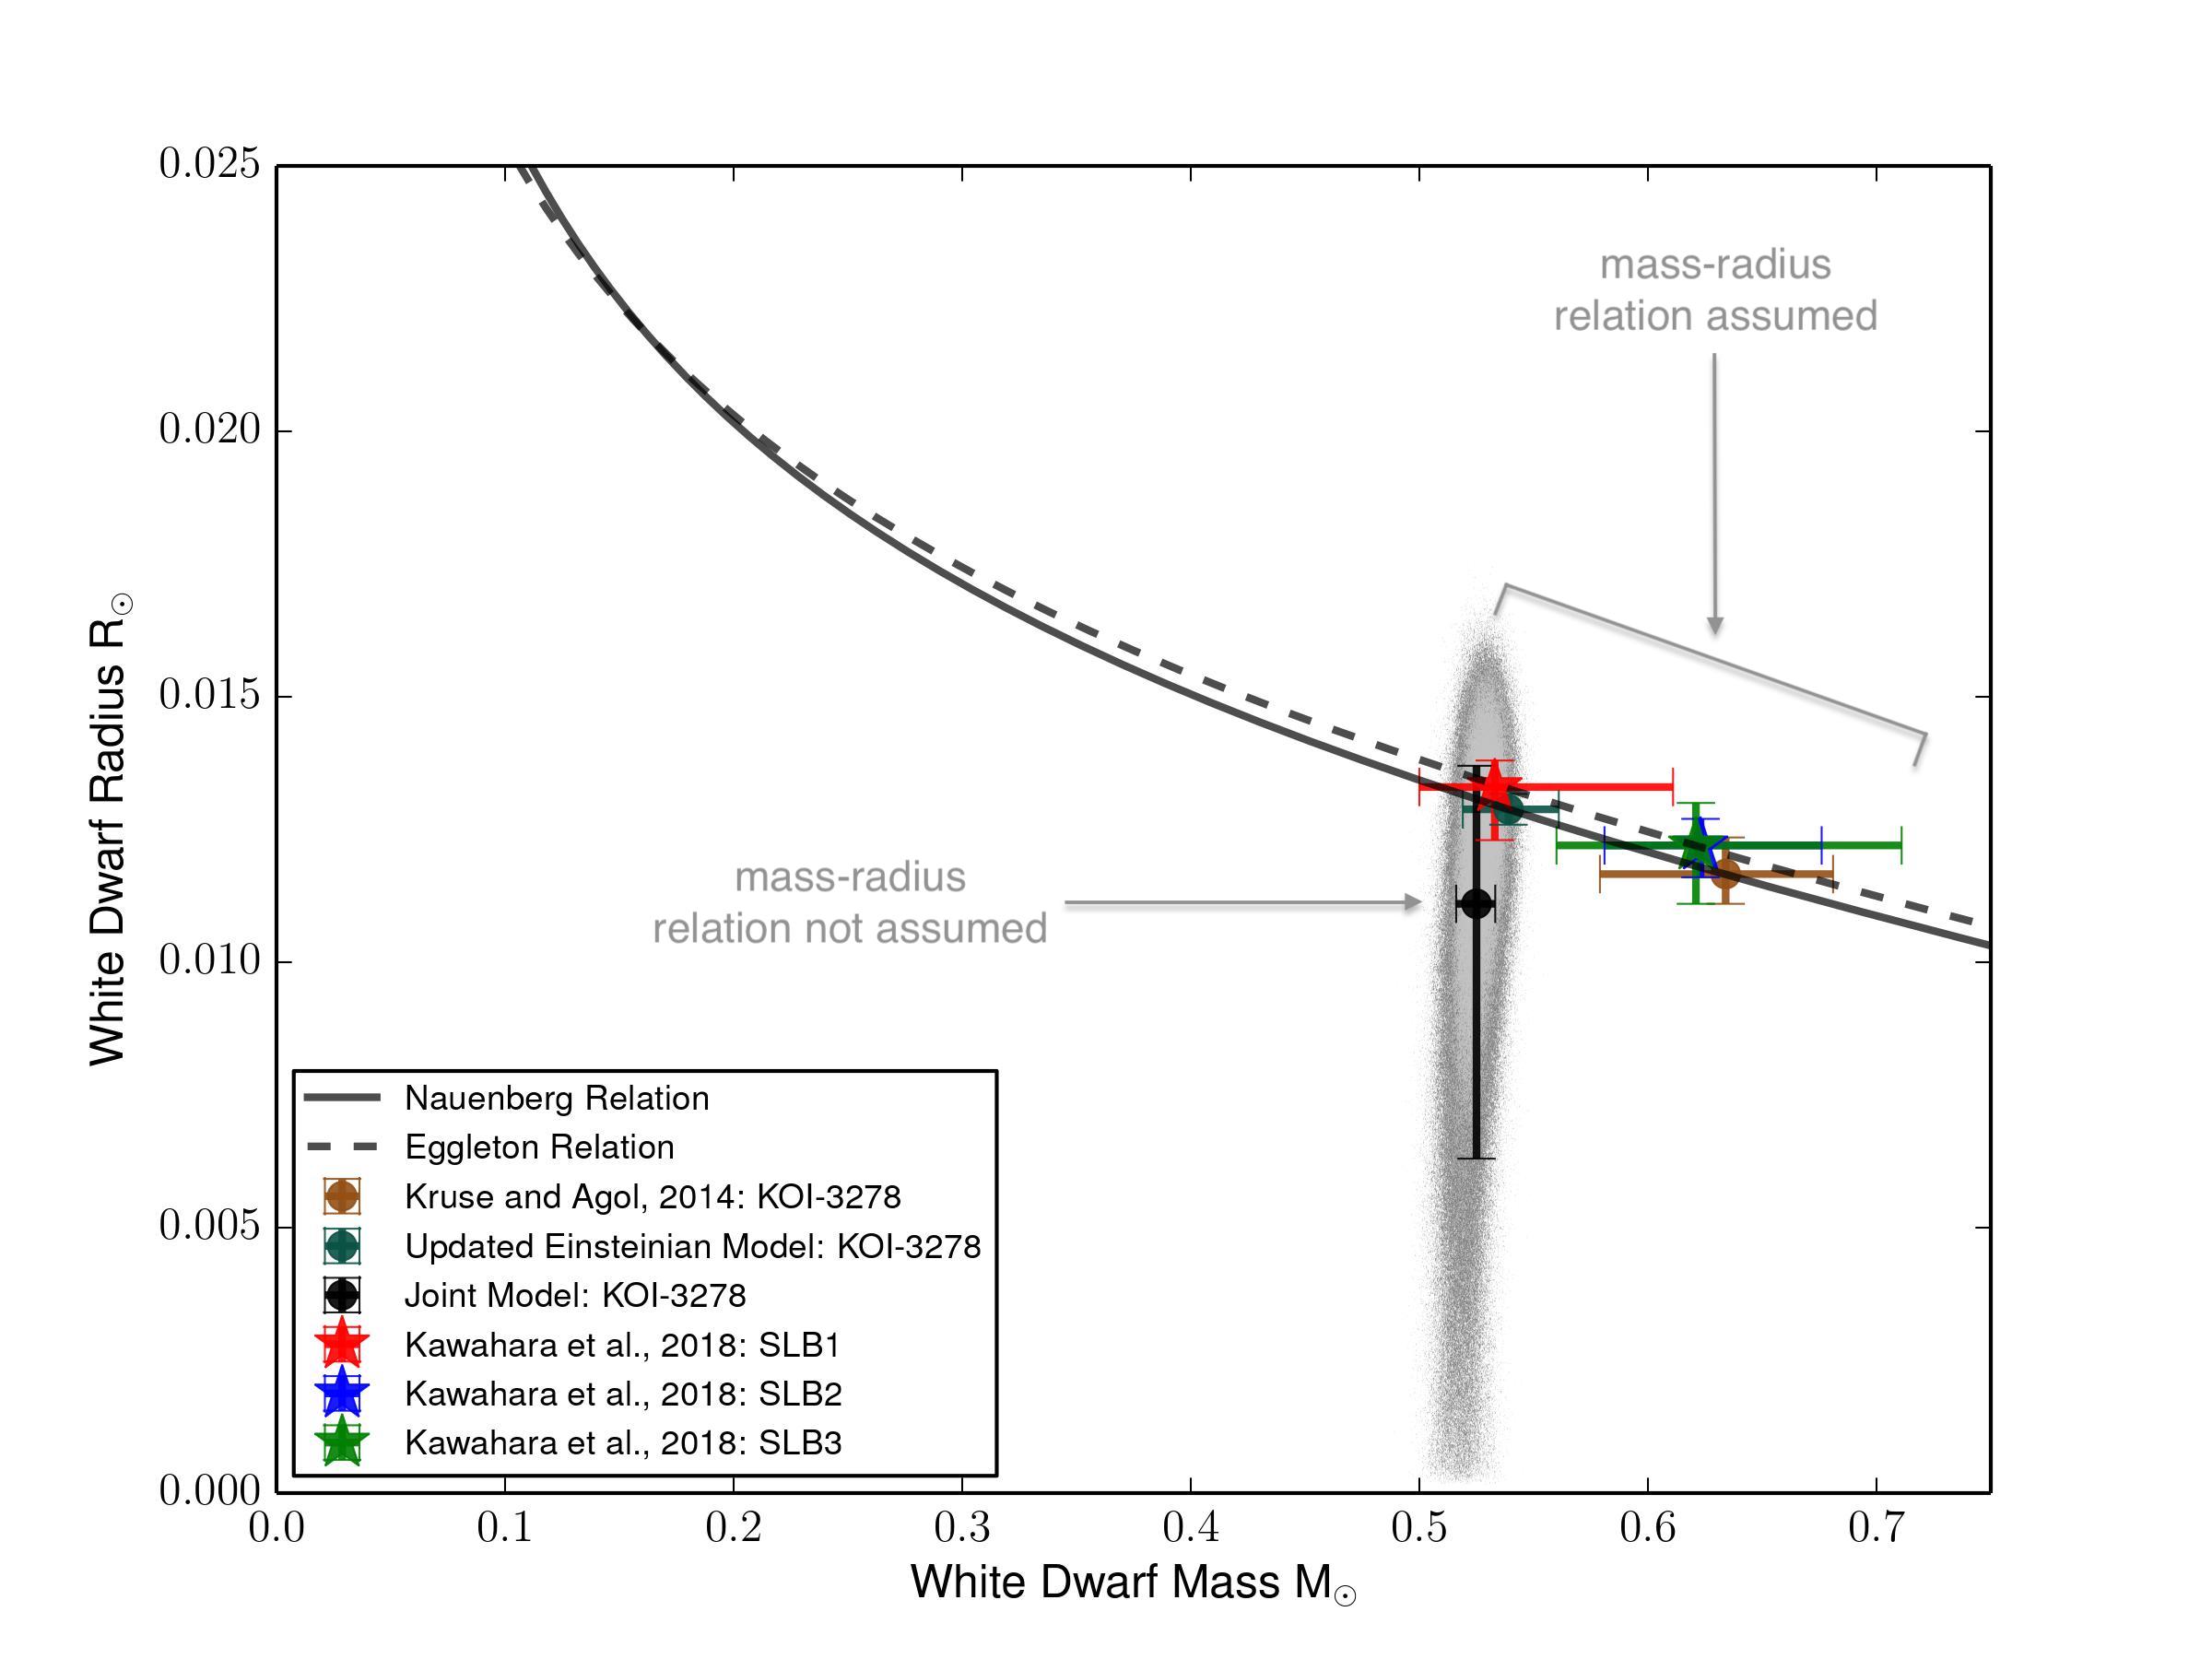 0.025
0.020
0.015
0.010
0.005
0.000
White Dwarf Radius R☉
mass-radius
relation assumed
mass-radius
relation not assumed
Nauenberg Relation
Eggleton Relation
Kruse and Agol, 2014: KOI-3278
Updated Einsteinian Model: KOI-3278
Joint Model: KOI-3278
Kawahara et al., 2018: SLB1
Kawahara et al., 2018: SLB2
Kawahara et al., 2018: SLB3
0.0 0.1 0.2 0.3 0.4 0.5 0.6 0.7
White Dwarf Mass M☉